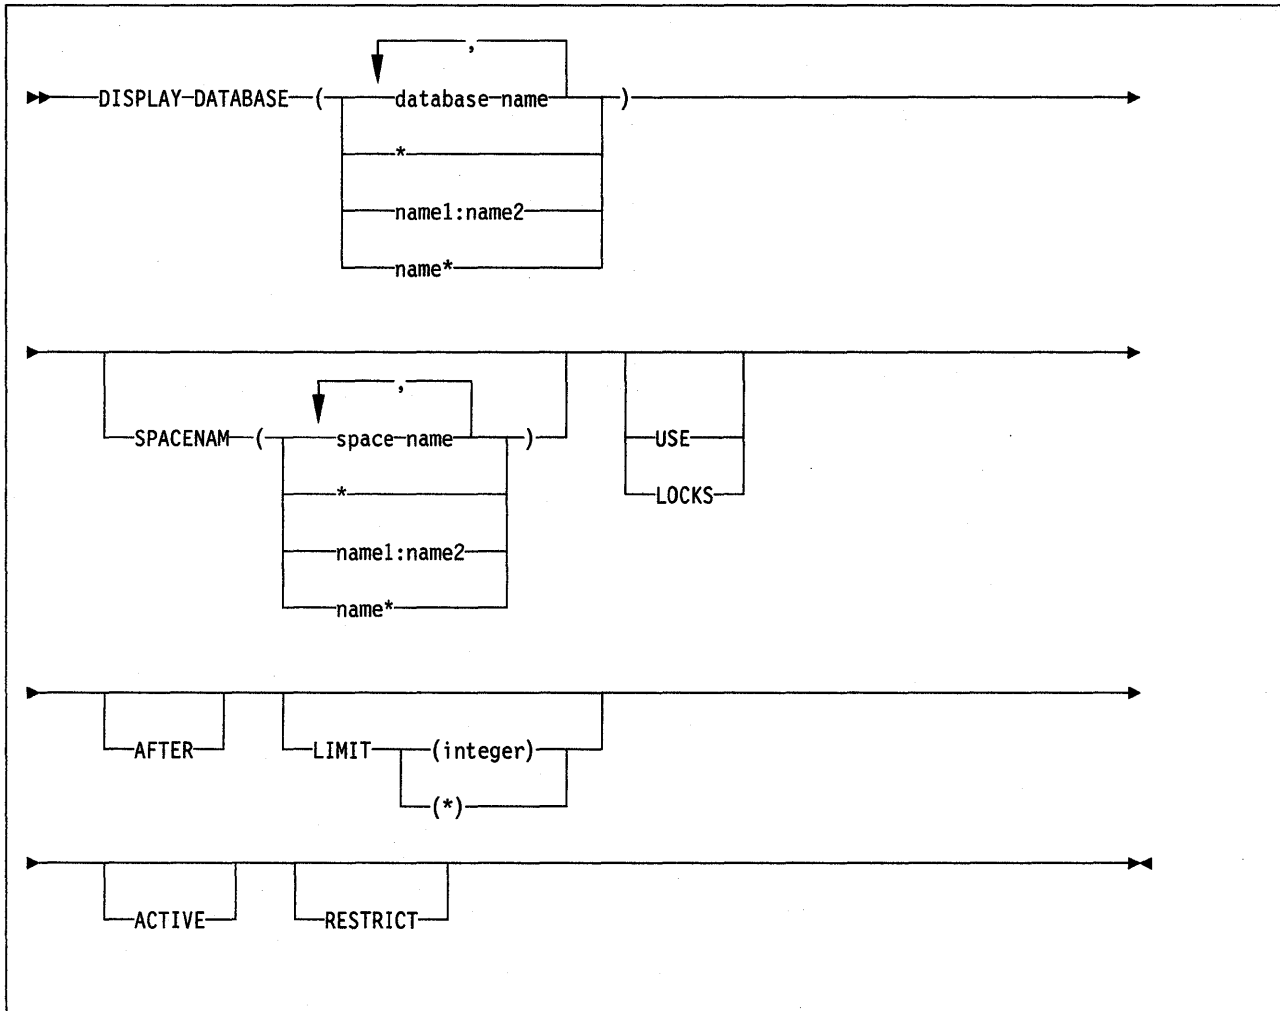 ,
DISPLAY DATABASE ( database name )
*
name1:name2
name*
,
SPACENAM ( space name ) USE
* LOCKS
name1:name2
name*
AFTER LIMIT (integer)
(*)
ACTIVE RESTRICT